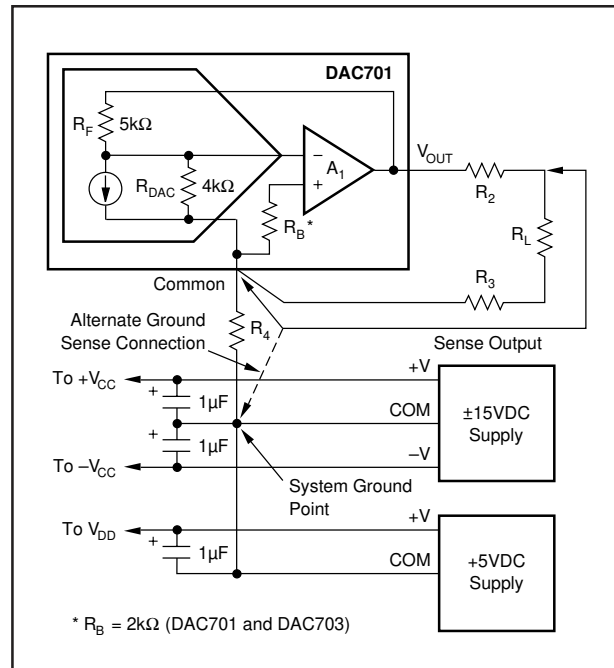 DAC701
R_F
5kΩ
R_DAC
4kΩ
−
A_1
+
R_B*
V_OUT
R_2
R_L
R_3
Common
R_4
Alternate Ground
Sense Connection
Sense Output
To +V_CC
+
1µF
+V
COM
±15VDC
Supply
+
1µF
To −V_CC
−V
System Ground
Point
To V_DD
+
1µF
+V
COM
+5VDC
Supply
* R_B = 2kΩ (DAC701 and DAC703)